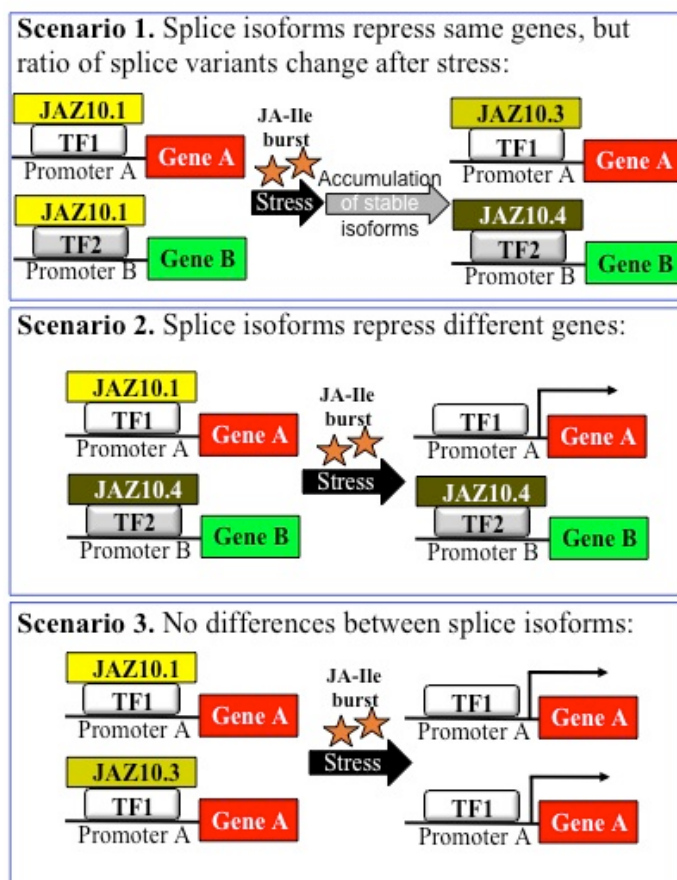 Scenario 1. Splice isoforms repress same genes, but
ratio of splice variants change after stress:
JAZ10.1
TF1
Gene A
Promoter A
JAZ10.1
TF2
Gene B
Promoter B
JA-Ile
burst
Stress
Accumulation
of stable
isoforms
JAZ10.3
TF1
Gene A
Promoter A
JAZ10.4
TF2
Gene B
Promoter B
Scenario 2. Splice isoforms repress different genes:
JAZ10.1
TF1
Gene A
Promoter A
JAZ10.4
TF2
Gene B
Promoter B
JA-Ile
burst
Stress
TF1
Gene A
Promoter A
JAZ10.4
TF2
Gene B
Promoter B
Scenario 3. No differences between splice isoforms:
JAZ10.1
TF1
Gene A
Promoter A
JAZ10.3
TF1
Gene A
Promoter A
JA-Ile
burst
Stress
TF1
Gene A
Promoter A
TF1
Gene A
Promoter A